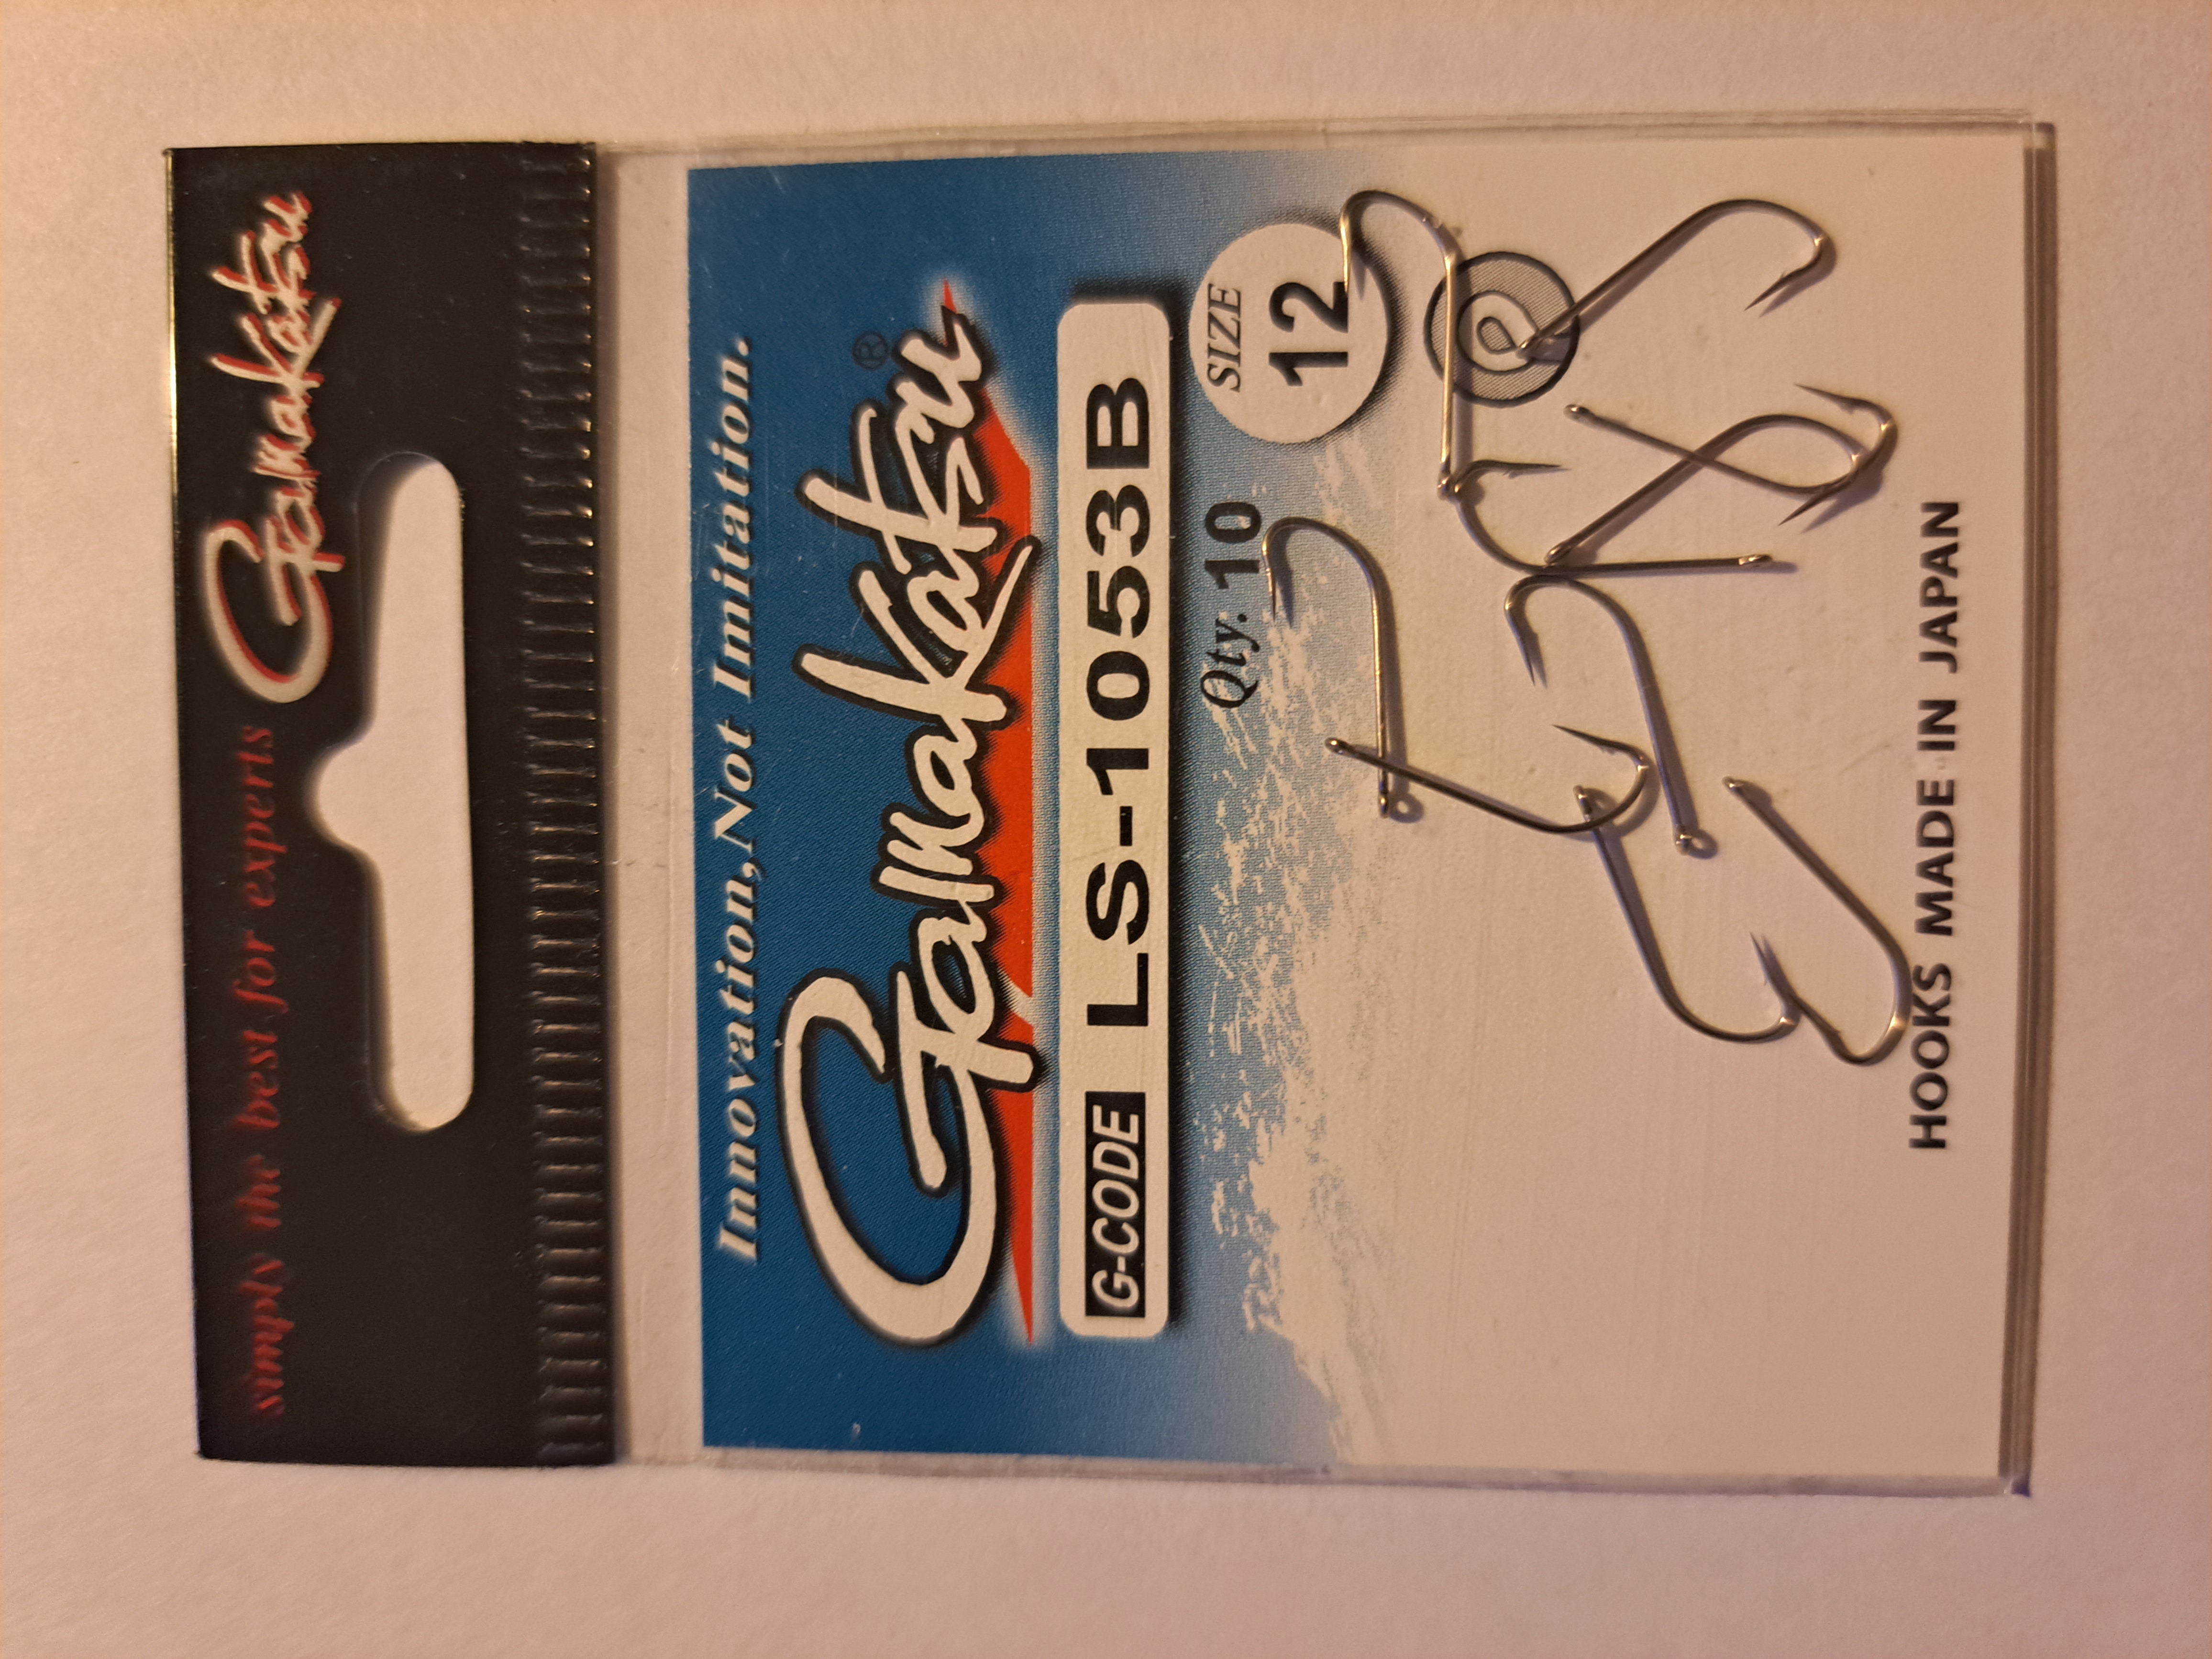 simply the best for experts Gamakatsu
Innovation,Not Imitation.
Gamakatsu®
G-CODE LS-1053B
Qty. 10
SIZE
12
HOOKS MADE IN JAPAN